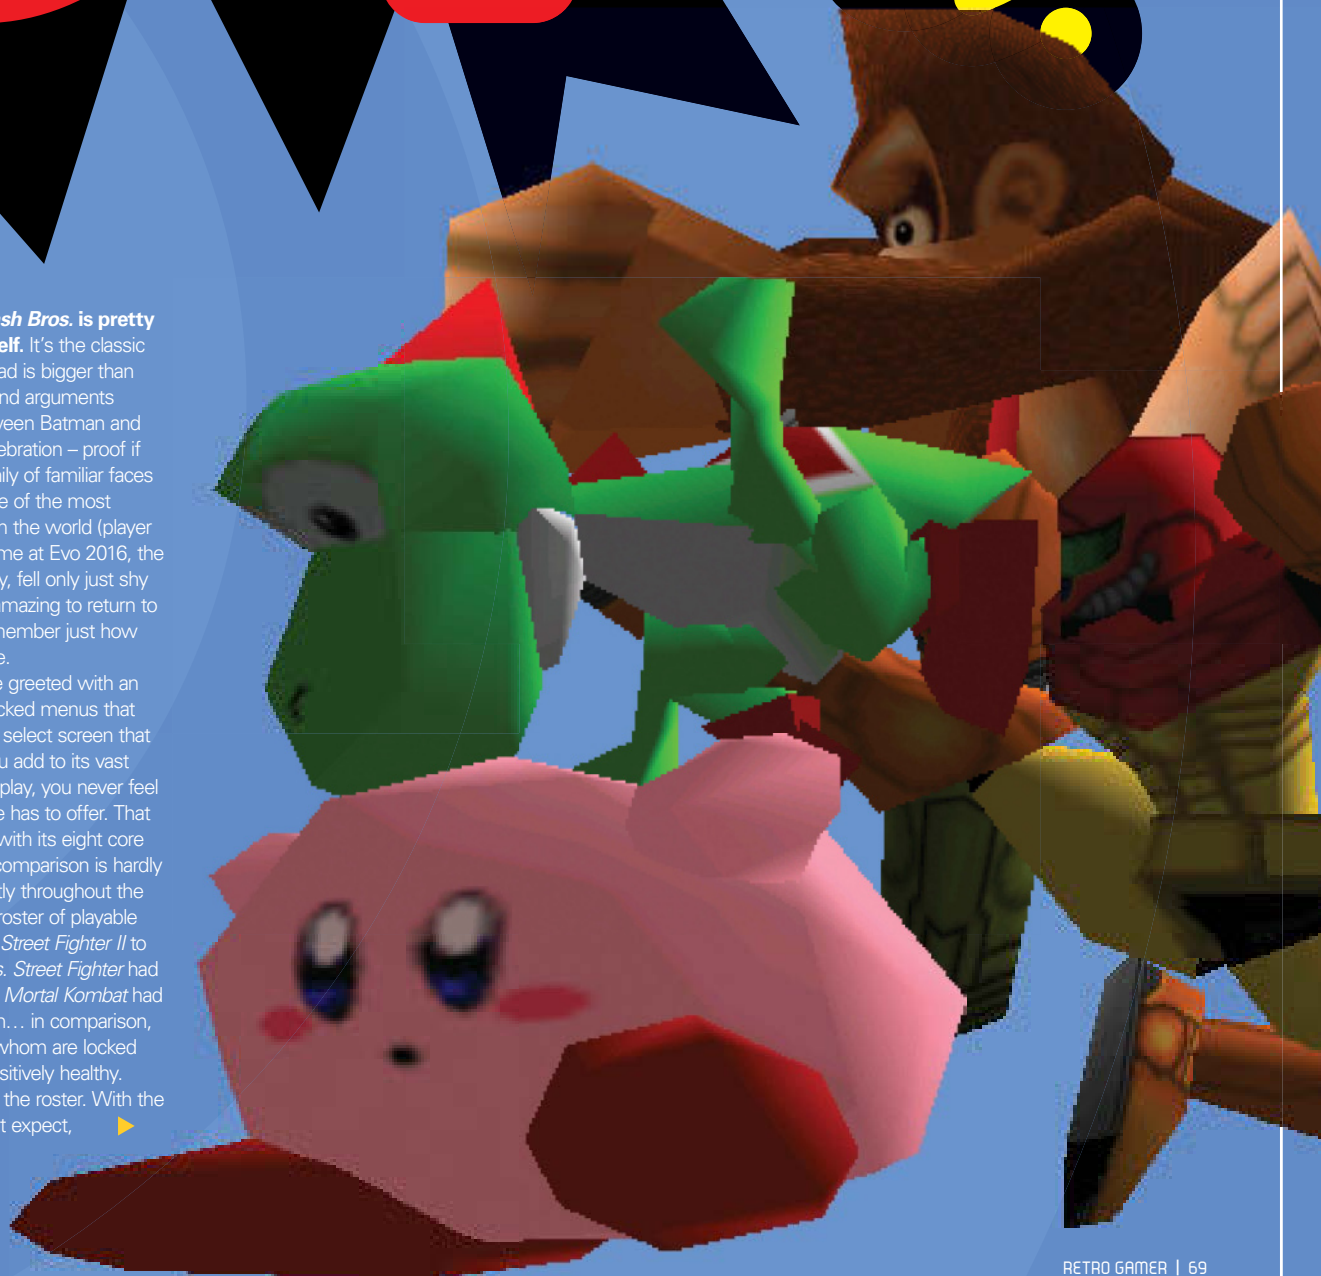 sh Bros. is pretty
elf. It's the classic
ad is bigger than
nd arguments
ween Batman and
ebration – proof if
ily of familiar faces
e of the most
n the world (player
me at Evo 2016, the
y, fell only just shy
amazing to return to
member just how
e.
e greeted with an
cked menus that
select screen that
u add to its vast
play, you never feel
e has to offer. That
with its eight core
comparison is hardly
tly throughout the
roster of playable
Street Fighter II to
s. Street Fighter had
Mortal Kombat had
n… in comparison,
whom are locked
sitively healthy.
the roster. With the
t expect,
RETRO GAMER | 69